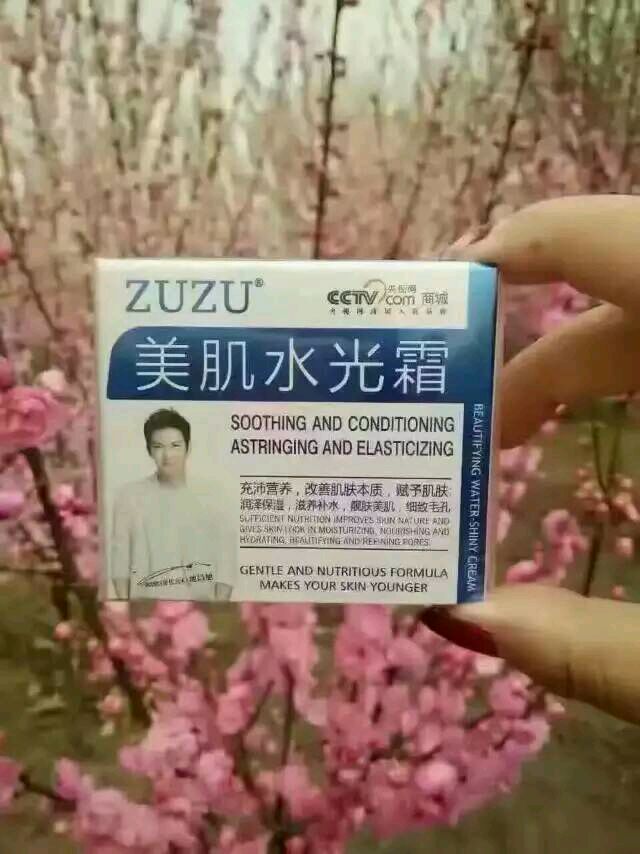 ZUZU®
CCTV.com 央视网 商城
美肌水光霜
SOOTHING AND CONDITIONING
ASTRINGING AND ELASTICIZING
充沛营养，改善肌肤本质，赋予肌肤
润泽保湿，滋养补水，靓肤美肌，细致毛孔
SUFFICIENT NUTRITION IMPROVES SKIN NATURE AND
GIVES SKIN LOOK IN MOISTURIZING, NOURISHING AND
HYDRATING, BEAUTIFYING AND REFINING PORES.
GENTLE AND NUTRITIOUS FORMULA
MAKES YOUR SKIN YOUNGER
BEAUTIFYING WATER-SHINY CREAM